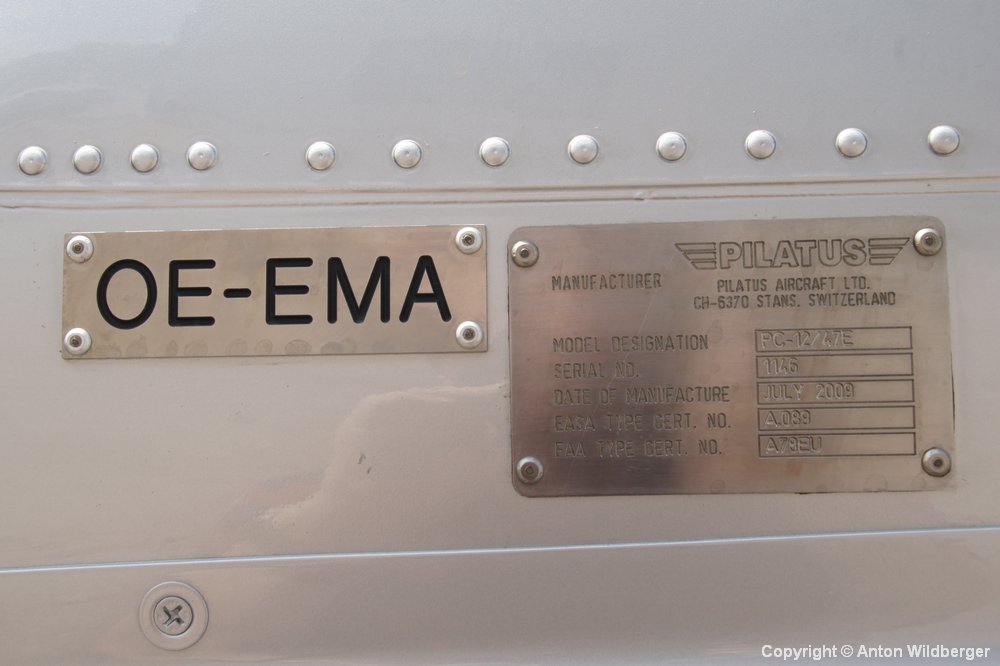 OE-EMA
PILATUS
MANUFACTURER PILATUS AIRCRAFT LTD.
CH-6370 STANS, SWITZERLAND
MODEL DESIGNATION PC-12/47E
SERIAL NO. 1146
DATE OF MANUFACTURE JULY 2009
EASA TYPE CERT. NO. A.089
FAA TYPE CERT. NO. A78EU
Copyright © Anton Wildberger